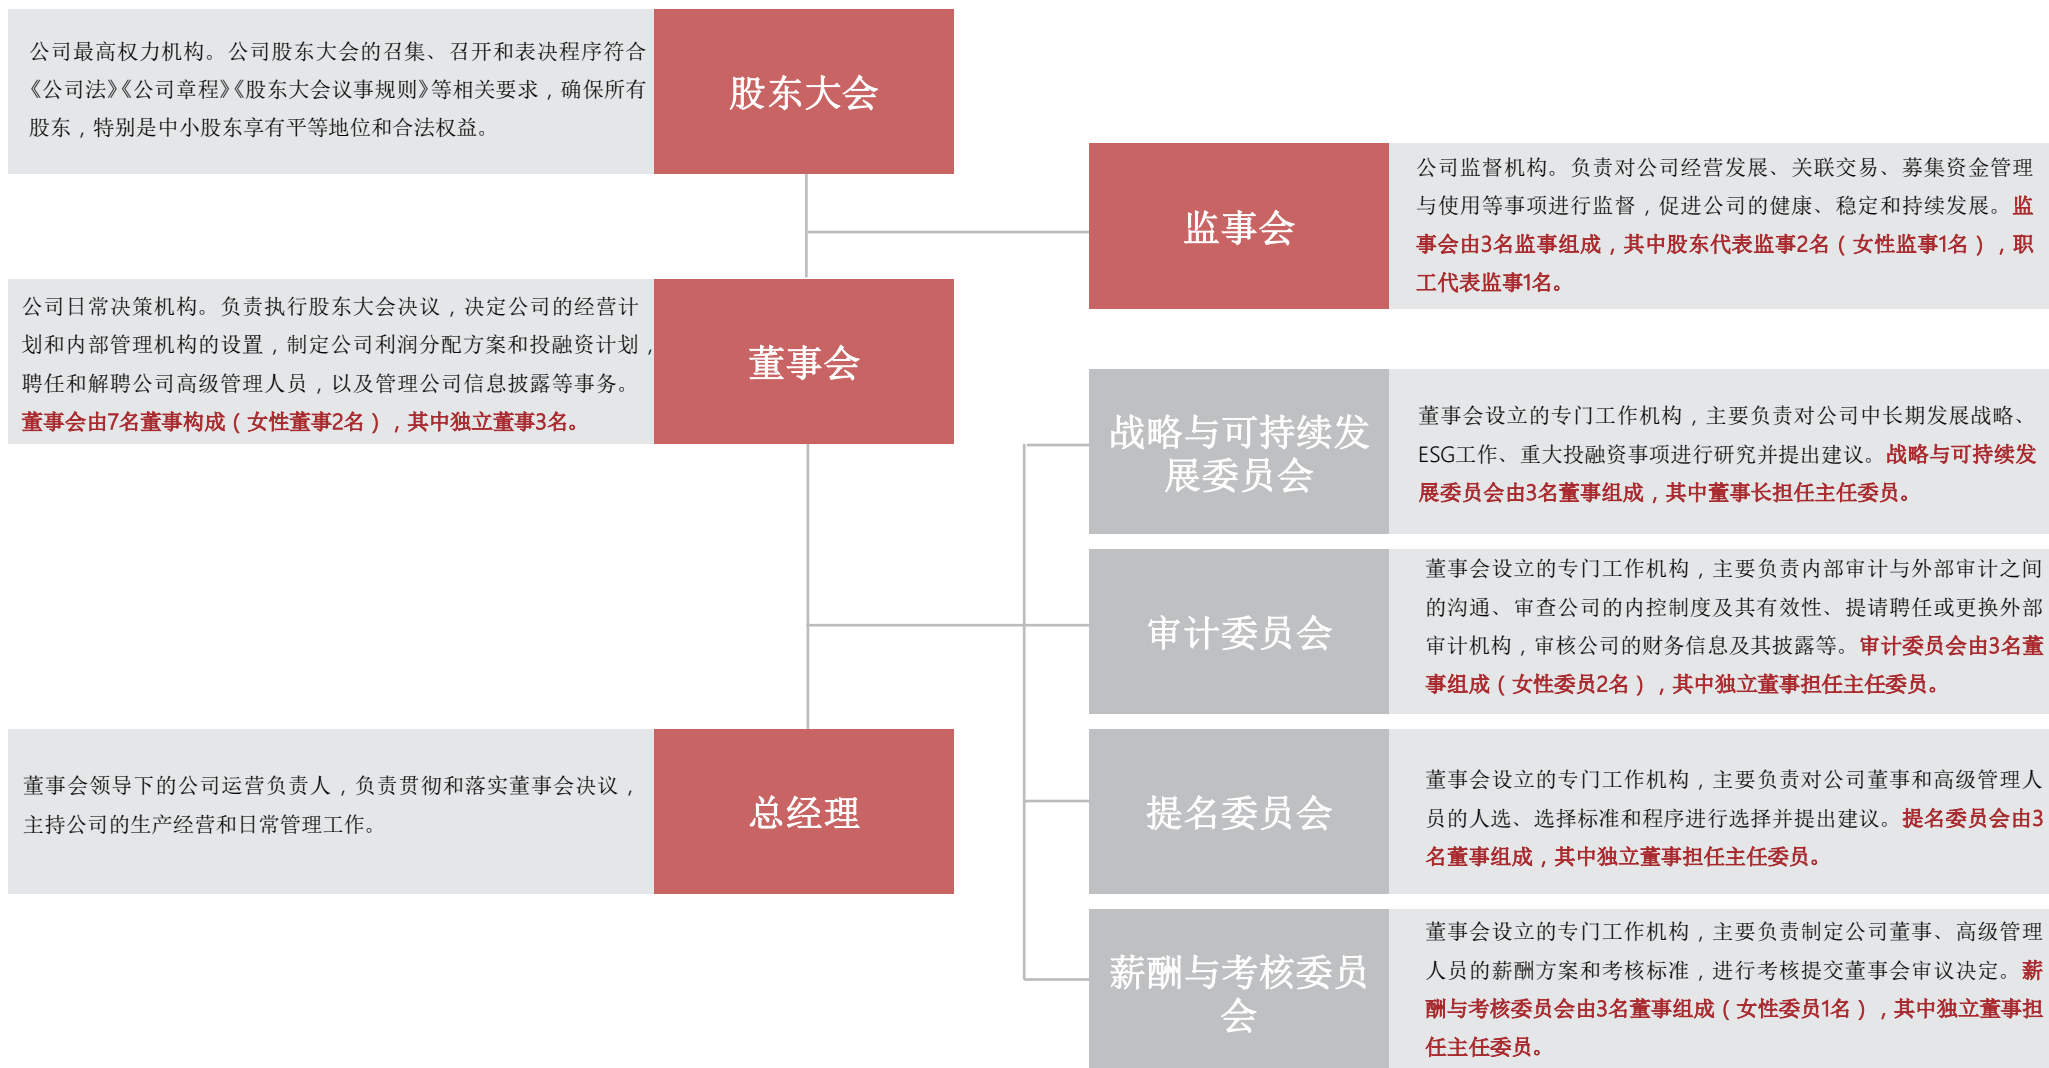 公司最高权力机构。公司股东大会的召集、召开和表决程序符合
《公司法》《公司章程》《股东大会议事规则》等相关要求，确保所有
股东，特别是中小股东享有平等地位和合法权益。
股东大会
监事会
公司监督机构。负责对公司经营发展、关联交易、募集资金管理
与使用等事项进行监督，促进公司的健康、稳定和持续发展。监
事会由3名监事组成，其中股东代表监事2名（女性监事1名），职
工代表监事1名。
公司日常决策机构。负责执行股东大会决议，决定公司的经营计
划和内部管理机构的设置，制定公司利润分配方案和投融资计划，
聘任和解聘公司高级管理人员，以及管理公司信息披露等事务。
董事会由7名董事构成（女性董事2名），其中独立董事3名。
董事会
战略与可持续发
展委员会
董事会设立的专门工作机构，主要负责对公司中长期发展战略、
ESG工作、重大投融资事项进行研究并提出建议。战略与可持续发
展委员会由3名董事组成，其中董事长担任主任委员。
审计委员会
董事会设立的专门工作机构，主要负责内部审计与外部审计之间
的沟通、审查公司的内控制度及其有效性、提请聘任或更换外部
审计机构，审核公司的财务信息及其披露等。审计委员会由3名董
事组成（女性委员2名），其中独立董事担任主任委员。
董事会领导下的公司运营负责人，负责贯彻和落实董事会决议，
主持公司的生产经营和日常管理工作。
总经理
提名委员会
董事会设立的专门工作机构，主要负责对公司董事和高级管理人
员的人选、选择标准和程序进行选择并提出建议。提名委员会由3
名董事组成，其中独立董事担任主任委员。
薪酬与考核委员
会
董事会设立的专门工作机构，主要负责制定公司董事、高级管理
人员的薪酬方案和考核标准，进行考核提交董事会审议决定。薪
酬与考核委员会由3名董事组成（女性委员1名），其中独立董事担
任主任委员。